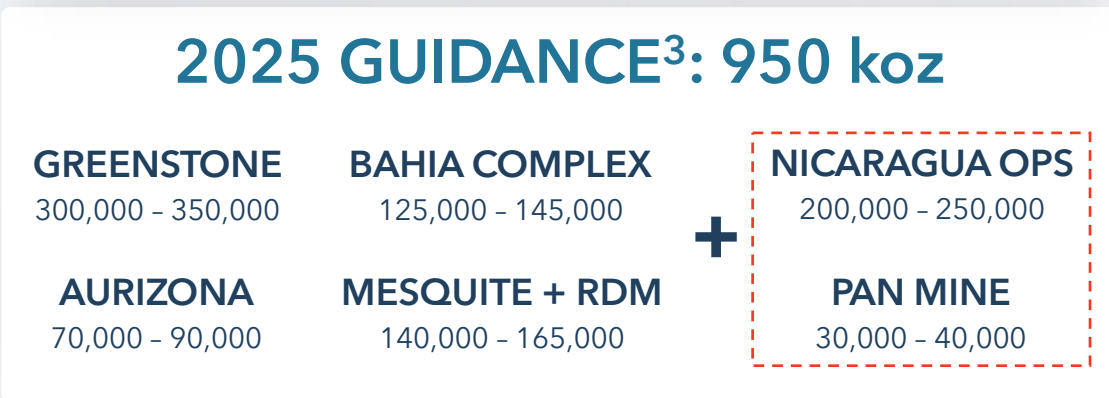 2025 GUIDANCE³: 950 koz
GREENSTONE
300,000 – 350,000
BAHIA COMPLEX
125,000 – 145,000
+
NICARAGUA OPS
200,000 – 250,000
AURIZONA
70,000 – 90,000
MESQUITE + RDM
140,000 – 165,000
PAN MINE
30,000 – 40,000